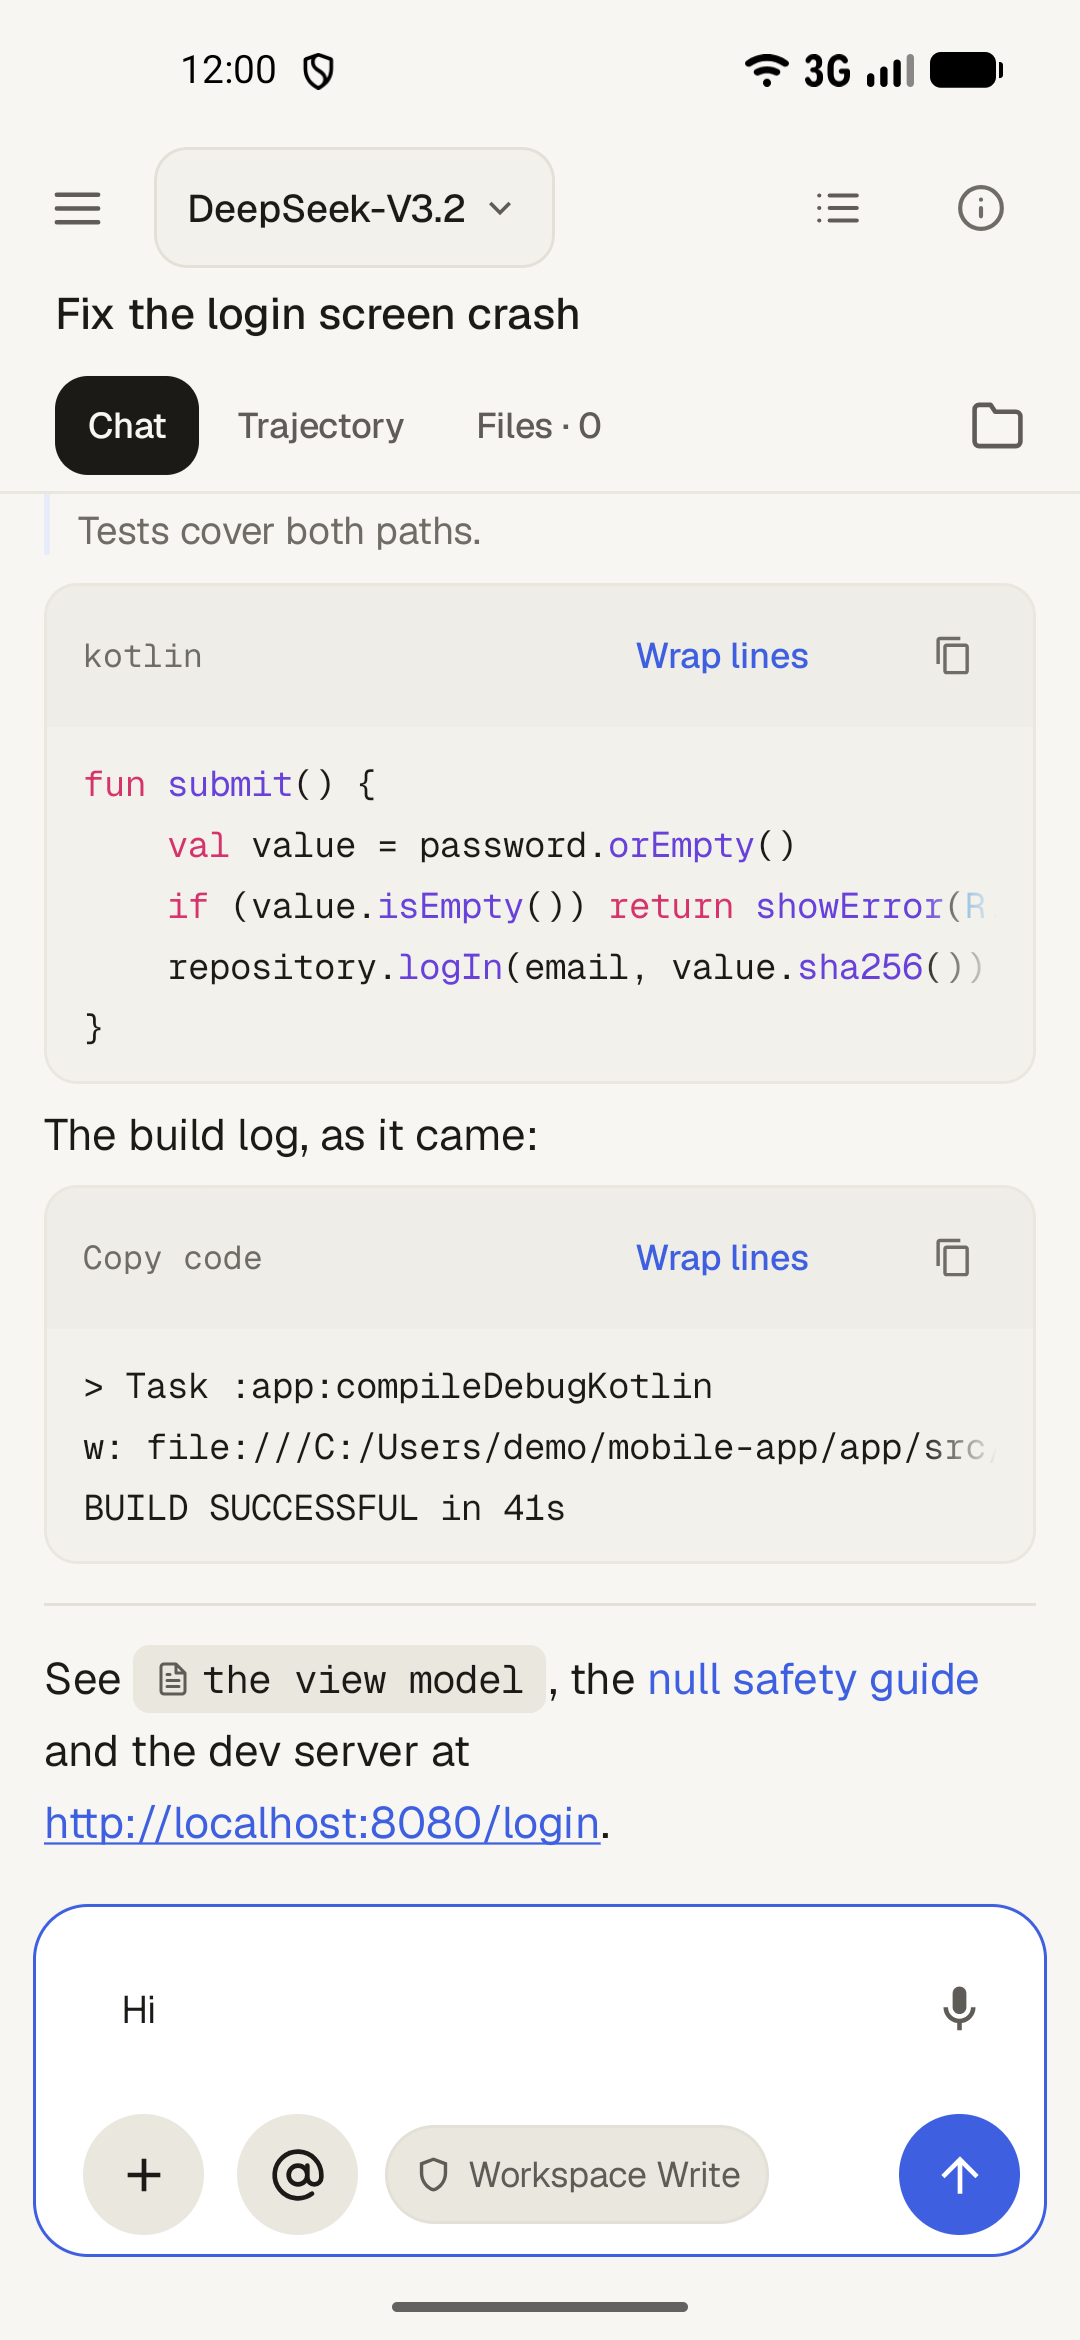 12:00
3G
DeepSeek-V3.2
Fix the login screen crash
Chat
Trajectory
Files · 0
Tests cover both paths.
kotlin
Wrap lines
fun submit() {
    val value = password.orEmpty()
    if (value.isEmpty()) return showError(R.
    repository.logIn(email, value.sha256())
}
The build log, as it came:
Copy code
Wrap lines
> Task :app:compileDebugKotlin
w: file:///C:/Users/demo/mobile-app/app/src/
BUILD SUCCESSFUL in 41s
See the view model, the null safety guide
and the dev server at
http://localhost:8080/login.
Hi
Workspace Write